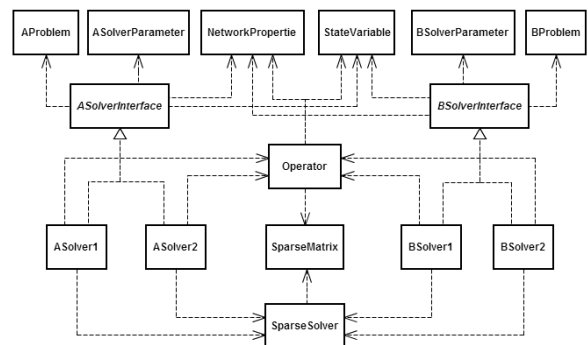 AProblem
ASolverParameter
NetworkPropertie
StateVariable
BSolverParameter
BProblem
ASolverInterface
BSolverInterface
Operator
ASolver1
ASolver2
SparseMatrix
BSolver1
BSolver2
SparseSolver